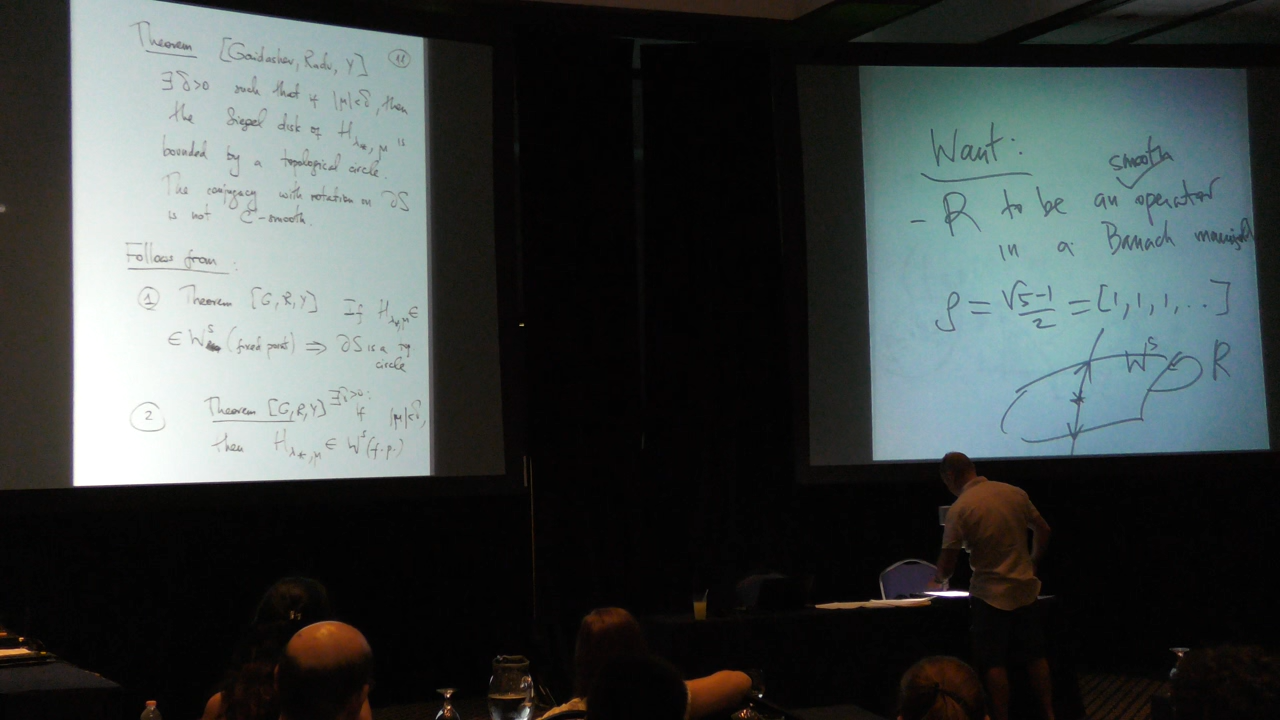 Theorem [Gaidashev, Radu, Y] 11
∃ δ>0 such that if |μ|<δ, then
the Siegel disk of H_{λ*, μ} is
bounded by a topological circle.
The conjugacy with rotation on ∂S
is not C¹-smooth.
Follows from:
① Theorem [G, R, Y] If H_{λ*,μ} ∈
∈ W^s (fixed point) ⇒ ∂S is a top
circle
② Theorem [G, R, Y] ∃δ>0: if |μ|<δ,
then H_{λ*,μ} ∈ W^s (f.p.)
Want:
smooth
- R to be an operator
in a Banach manifold
ρ = √5-1/2 = [1, 1, 1, ...]
W^s R